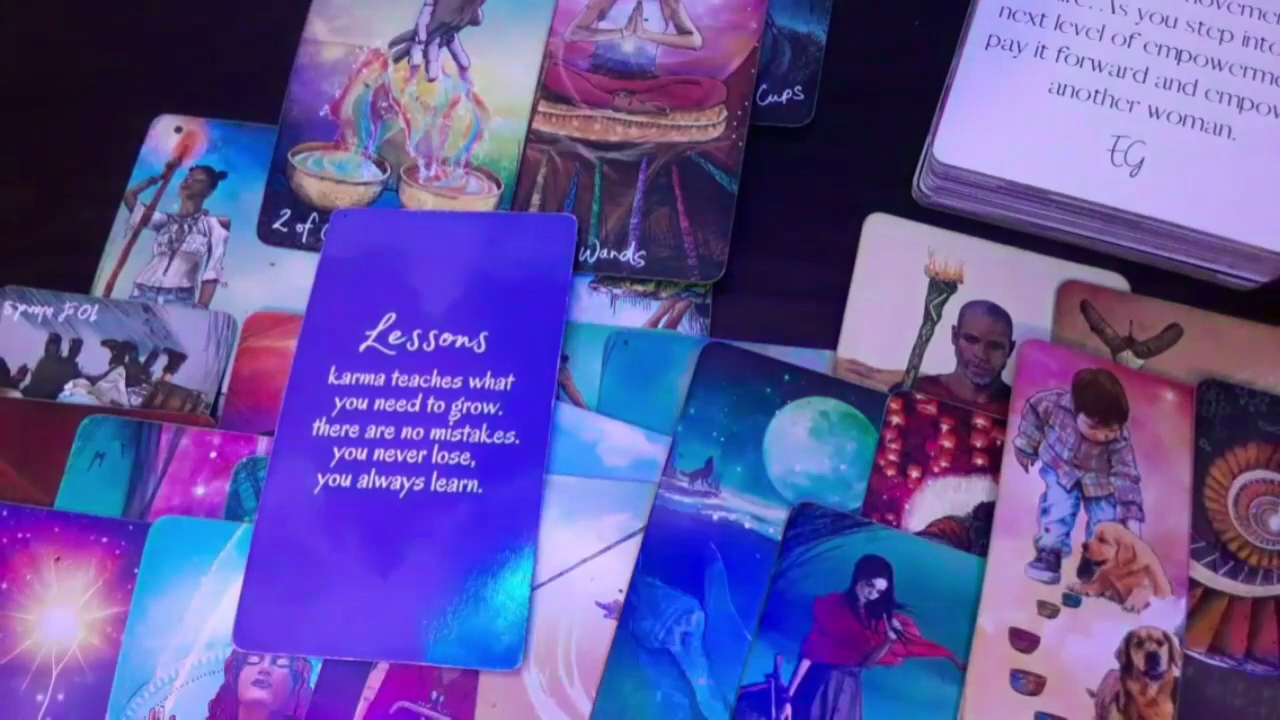 Cups
next level of empowerme
pay it forward and empow
another woman.
EG
2 of
Wands
10 of wands
Lessons
karma teaches what
you need to grow.
there are no mistakes.
you never lose,
you always learn.